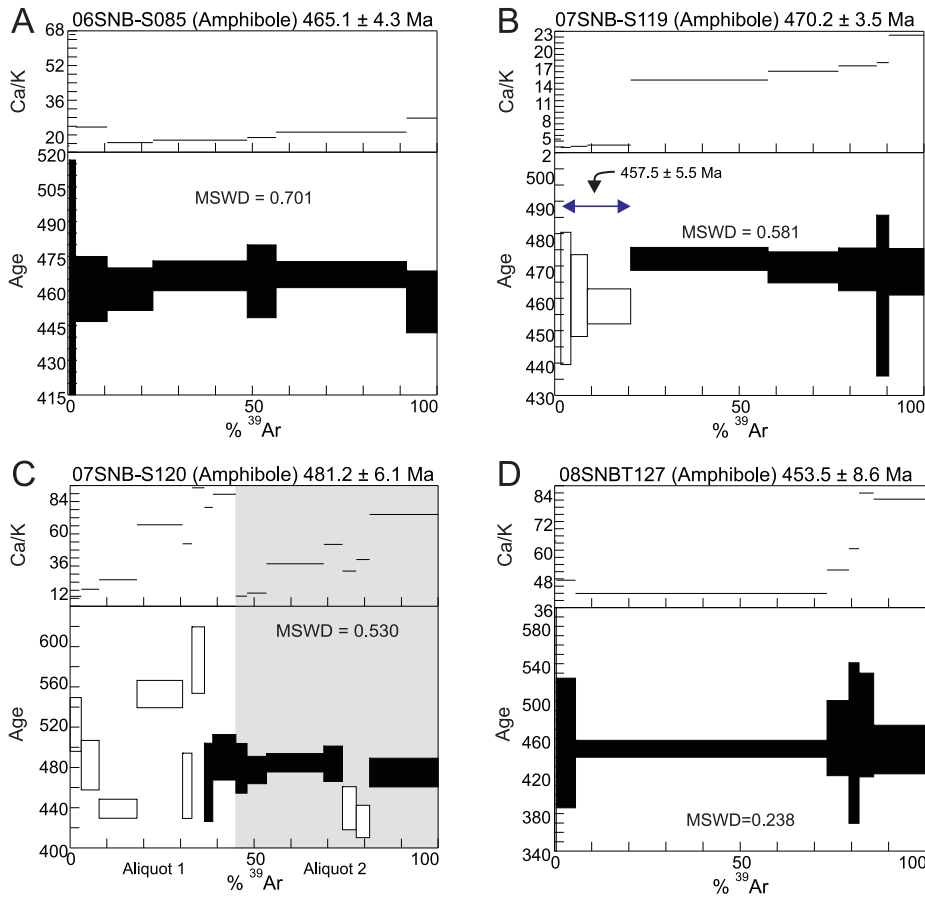 A
06SNB-S085 (Amphibole) 465.1 ± 4.3 Ma
68
52
36
20
Ca/K
520
505
490
475
460
445
430
415
Age
MSWD = 0.701
0
50
100
% 39Ar
B
07SNB-S119 (Amphibole) 470.2 ± 3.5 Ma
23
20
17
14
11
8
5
2
Ca/K
500
490
480
470
460
450
440
430
Age
457.5 ± 5.5 Ma
MSWD = 0.581
0
50
100
% 39Ar
C
07SNB-S120 (Amphibole) 481.2 ± 6.1 Ma
84
60
36
12
Ca/K
600
560
520
480
440
400
Age
MSWD = 0.530
0
50
100
Aliquot 1
Aliquot 2
% 39Ar
D
08SNBT127 (Amphibole) 453.5 ± 8.6 Ma
84
72
60
48
36
Ca/K
580
540
500
460
420
380
340
Age
MSWD=0.238
0
50
100
% 39Ar